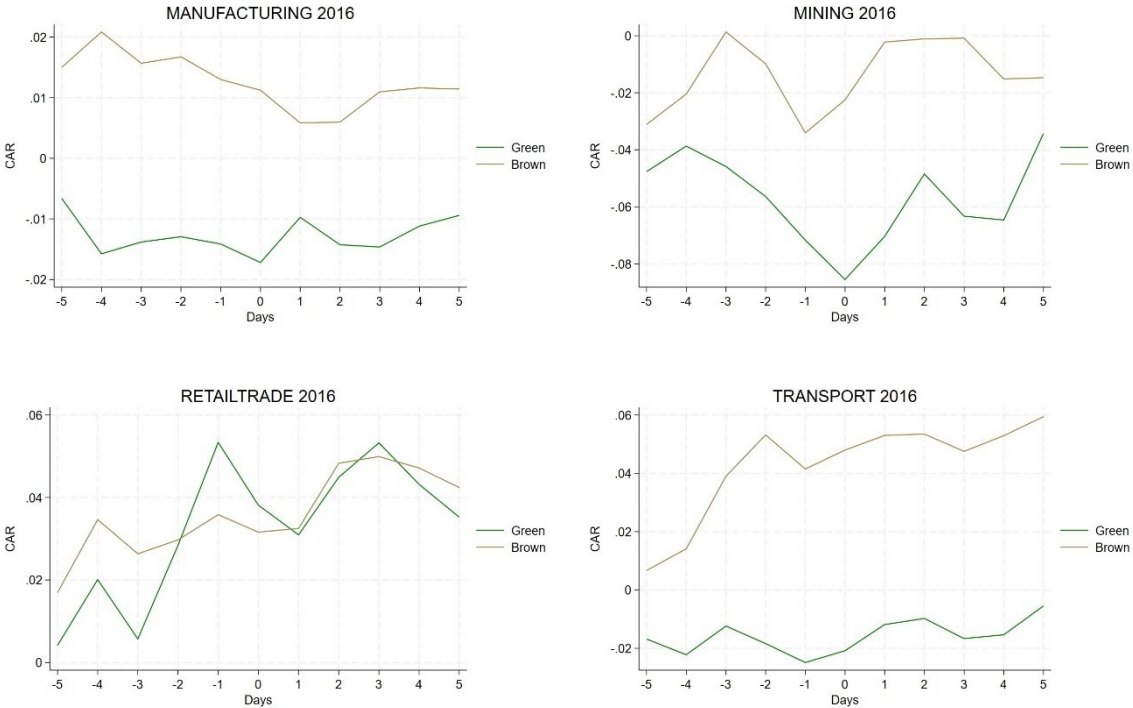 MANUFACTURING 2016
.02
.01
0
-.01
-.02
CAR
-5 -4 -3 -2 -1 0 1 2 3 4 5
Days
Green
Brown
MINING 2016
0
-.02
-.04
-.06
-.08
CAR
-5 -4 -3 -2 -1 0 1 2 3 4 5
Days
Green
Brown
RETAILTRADE 2016
.06
.04
.02
0
CAR
-5 -4 -3 -2 -1 0 1 2 3 4 5
Days
Green
Brown
TRANSPORT 2016
.06
.04
.02
0
-.02
CAR
-5 -4 -3 -2 -1 0 1 2 3 4 5
Days
Green
Brown